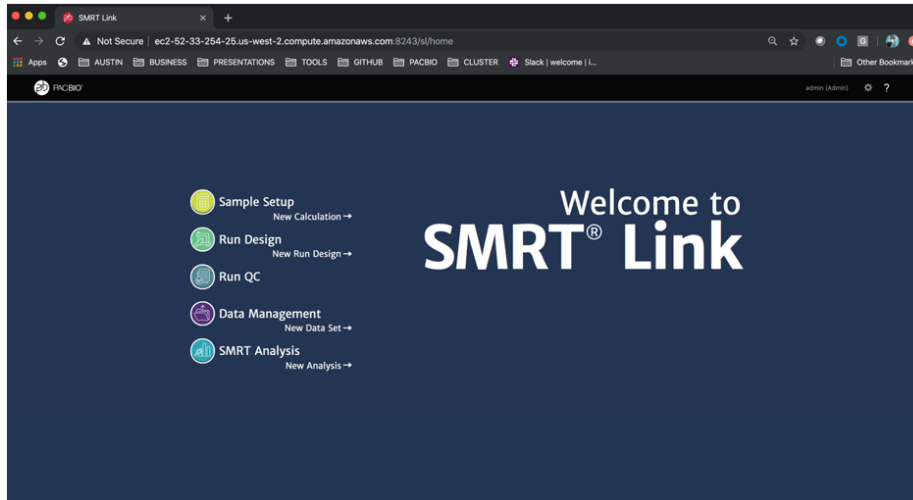 SMRT Link
Not Secure | ec2-52-33-254-25.us-west-2.compute.amazonaws.com:8243/sl/home
Apps AUSTIN BUSINESS PRESENTATIONS TOOLS GITHUB PACBIO CLUSTER Slack | welcome | i... Other Bookmark
PACBIO® admin (Admin) ?
Sample Setup
New Calculation →
Run Design
New Run Design →
Run QC
Data Management
New Data Set →
SMRT Analysis
New Analysis →
Welcome to
SMRT® Link